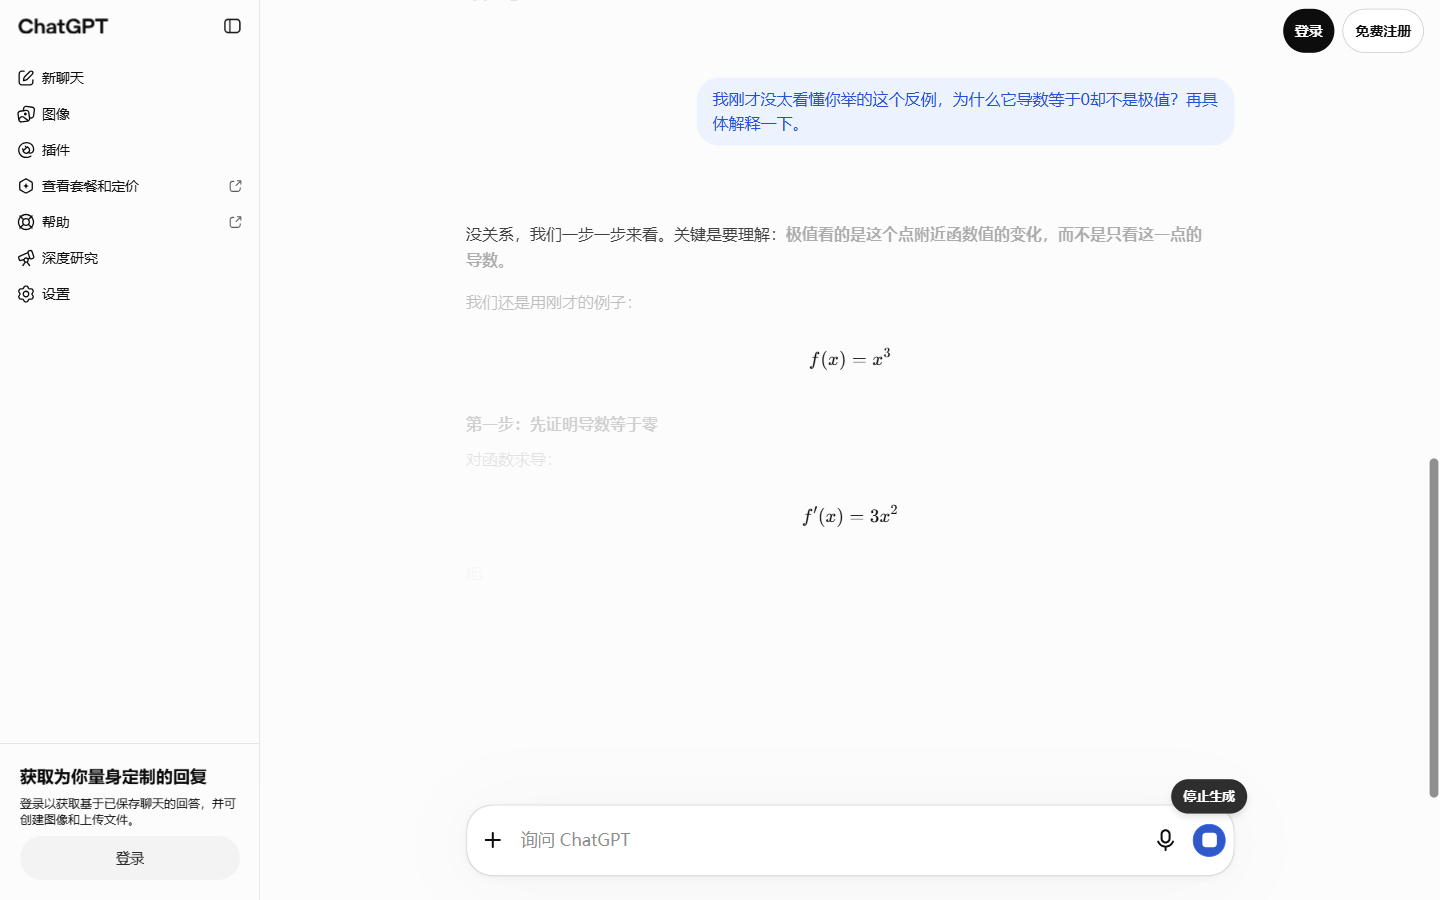 ChatGPT
新聊天
图像
插件
查看套餐和定价
帮助
深度研究
设置
获取为你量身定制的回复
登录以获取基于已保存聊天的回答，并可
创建图像和上传文件。
登录
登录
免费注册
我刚才没太看懂你举的这个反例，为什么它导数等于0却不是极值？再具
体解释一下。
没关系，我们一步一步来看。关键是要理解：极值看的是这个点附近函数值的变化，而不是只看这一点的
导数。
我们还是用刚才的例子：
f(x) = x³
第一步：先证明导数等于零
对函数求导：
f′(x) = 3x²
把
停止生成
询问 ChatGPT